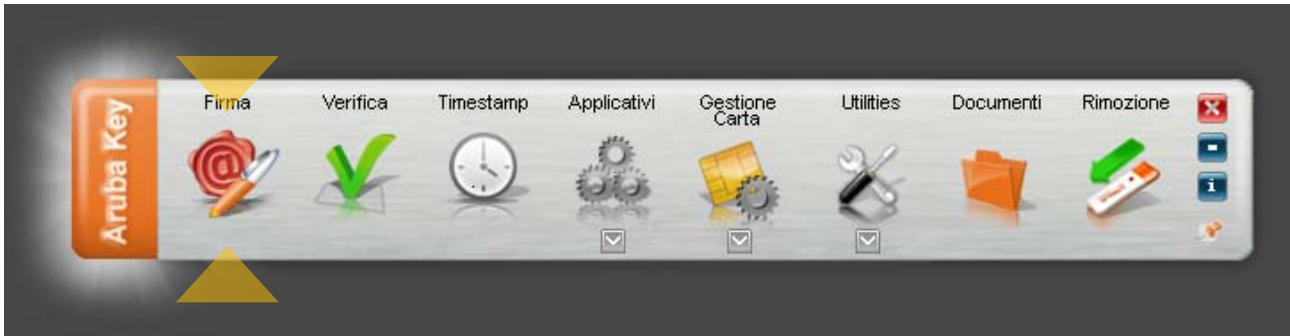 Aruba Key
Firma
Verifica
Timestamp
Applicativi
Gestione
Carta
Utilities
Documenti
Rimozione